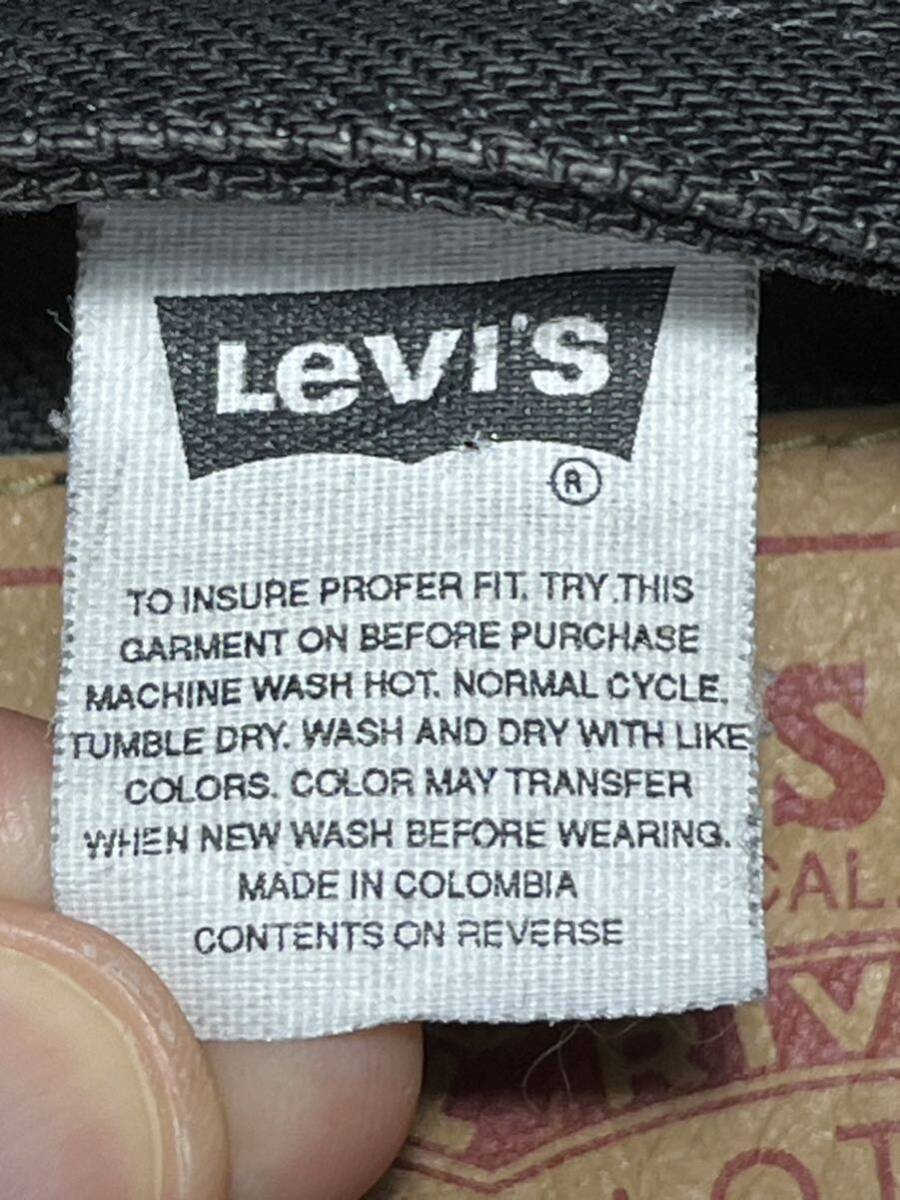 LEVI'S
®
TO INSURE PROFER FIT. TRY.THIS
GARMENT ON BEFORE PURCHASE
MACHINE WASH HOT. NORMAL CYCLE.
TUMBLE DRY. WASH AND DRY WITH LIKE
COLORS. COLOR MAY TRANSFER
WHEN NEW WASH BEFORE WEARING.
MADE IN COLOMBIA
CONTENTS ON REVERSE
S
CAL.
RIV